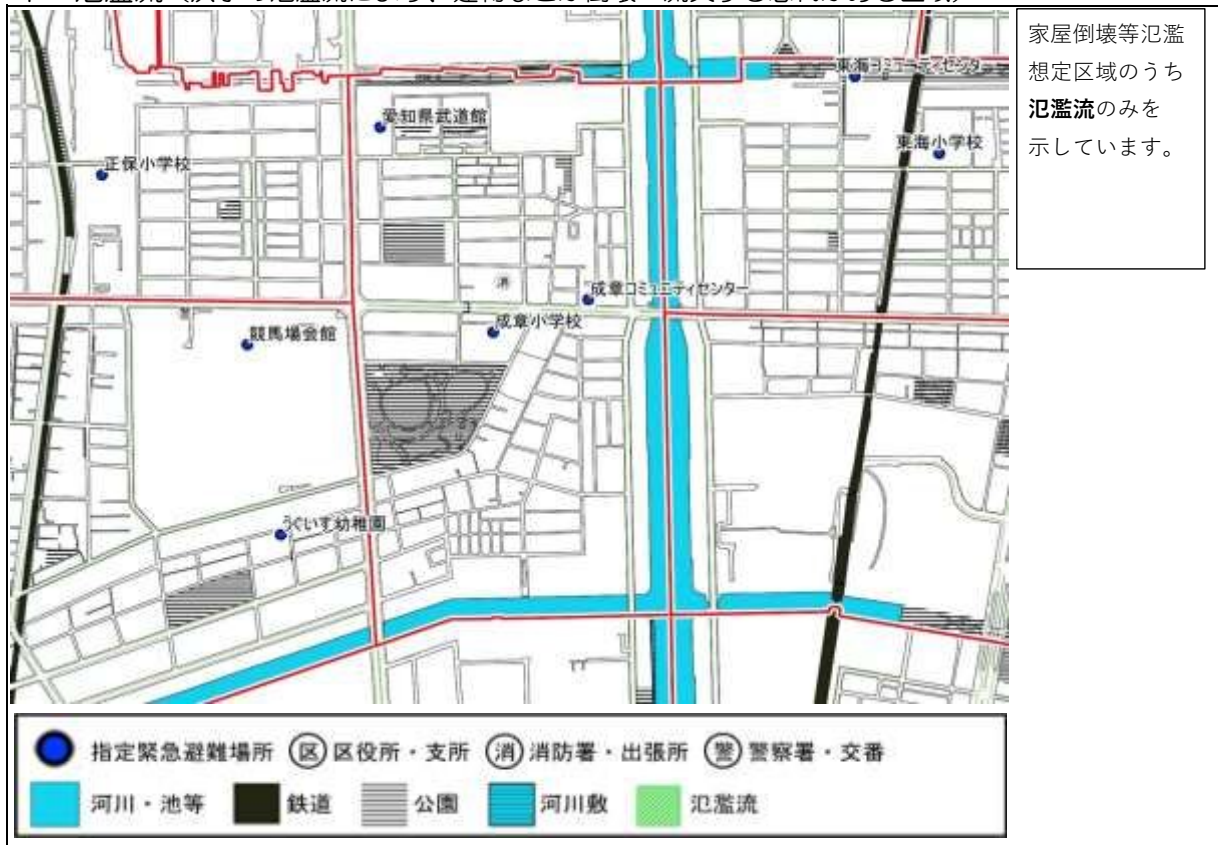 家屋倒壊等氾濫
想定区域のうち
氾濫流のみを
示しています。
東海コミュニティセンター
愛知県武道館
東海小学校
正保小学校
消
成章コミュニティセンター
成章小学校
競馬場会館
うぐいす幼稚園
指定緊急避難場所 区 区役所・支所 消 消防署・出張所 警 警察署・交番
河川・池等 鉄道 公園 河川敷 氾濫流